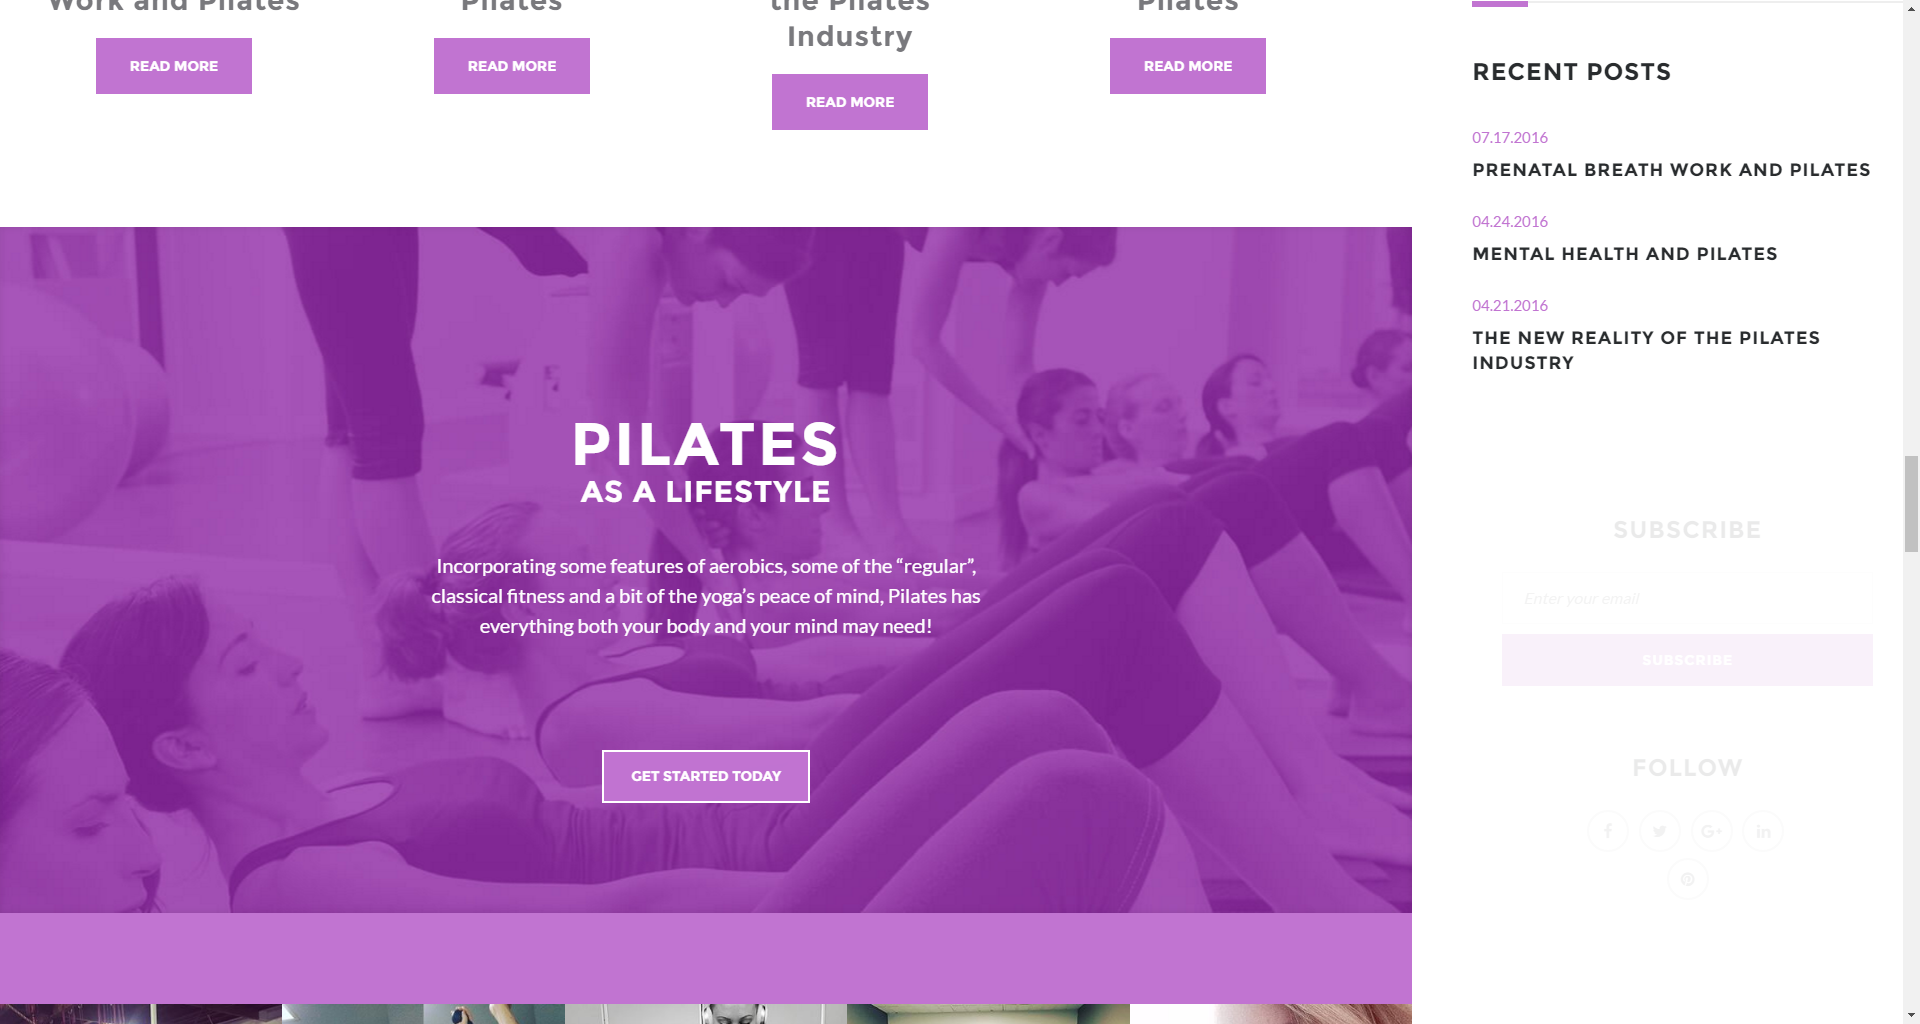 Work and Pilates
Pilates
the Pilates
Industry
Pilates
READ MORE
READ MORE
READ MORE
READ MORE
PILATES
AS A LIFESTYLE
Incorporating some features of aerobics, some of the “regular”,
classical fitness and a bit of the yoga’s peace of mind, Pilates has
everything both your body and your mind may need!
GET STARTED TODAY
RECENT POSTS
07.17.2016
PRENATAL BREATH WORK AND PILATES
04.24.2016
MENTAL HEALTH AND PILATES
04.21.2016
THE NEW REALITY OF THE PILATES
INDUSTRY
SUBSCRIBE
Enter your email
SUBSCRIBE
FOLLOW